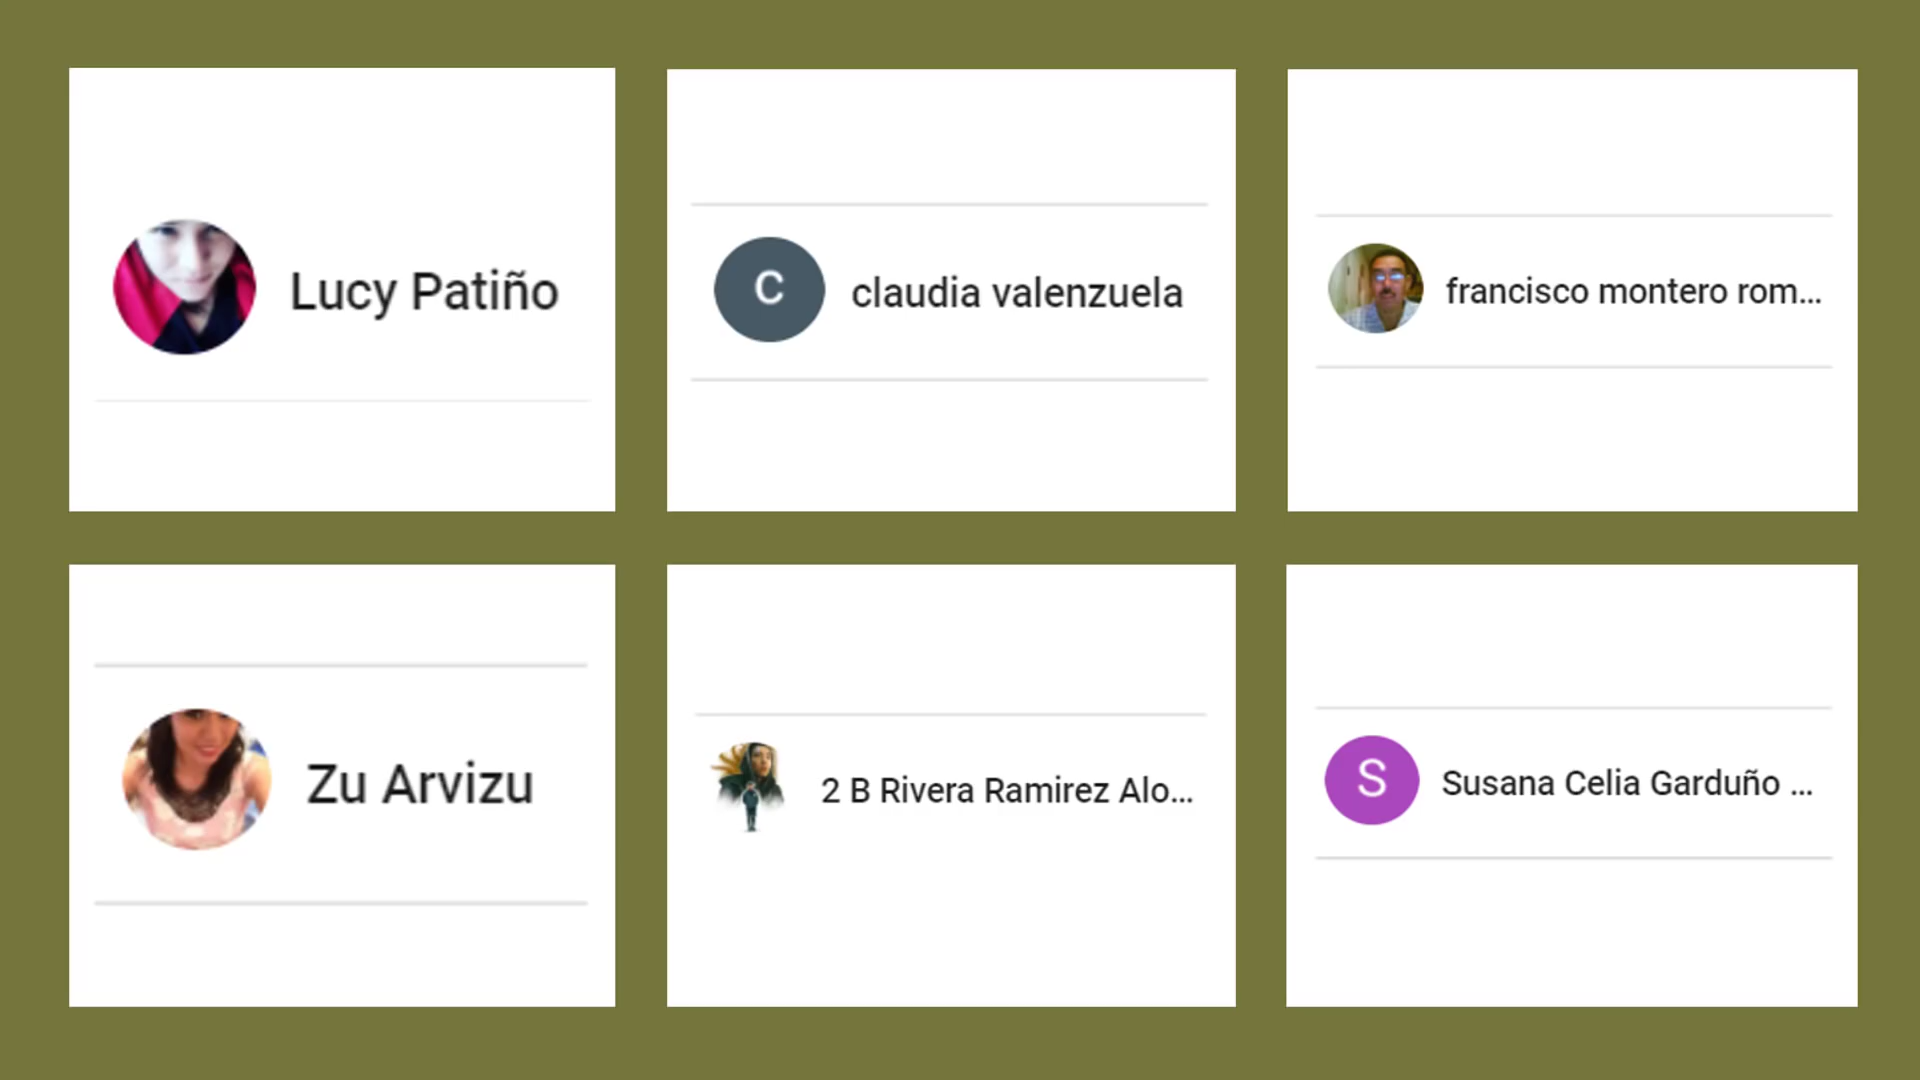 Lucy Patiño
C
claudia valenzuela
francisco montero rom...
Zu Arvizu
2 B Rivera Ramirez Alo...
S
Susana Celia Garduño ...